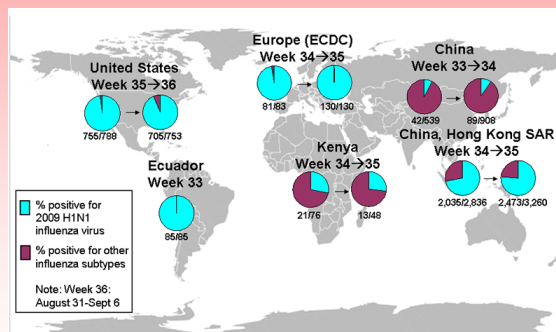 Europe (ECDC)
Week 34→35
81/83
130/130
China
Week 33→34
42/539
89/908
United States
Week 35→36
755/788
705/753
China, Hong Kong SAR
Week 34→35
2,035/2,836
2,473/3,260
Kenya
Week 34→35
21/76
13/48
Ecuador
Week 33
85/85
% positive for
2009 H1N1
influenza virus
% positive for other
influenza subtypes
Note: Week 36:
August 31-Sept 6